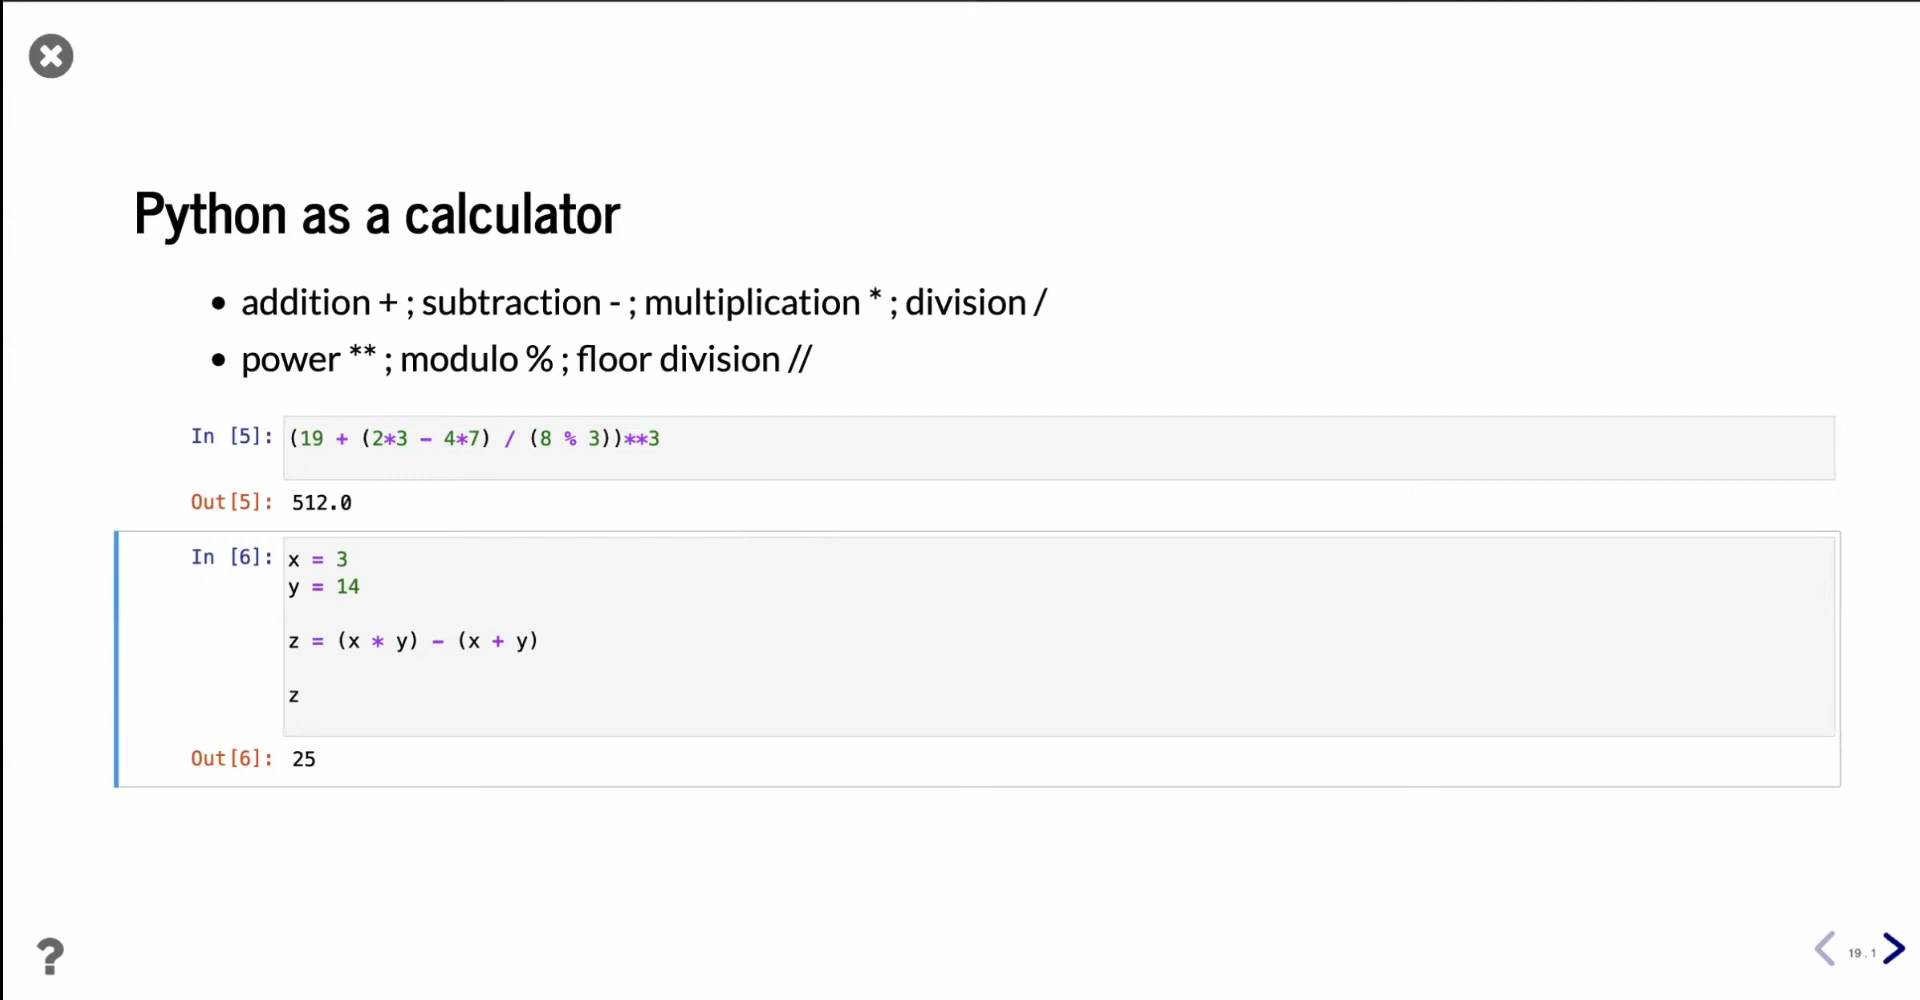 Python as a calculator
• addition + ; subtraction - ; multiplication * ; division /
• power ** ; modulo % ; floor division //
In [5]: (19 + (2*3 - 4*7) / (8 % 3))**3
Out[5]: 512.0
In [6]: x = 3
y = 14
z = (x * y) - (x + y)
z
Out[6]: 25
?
19.1